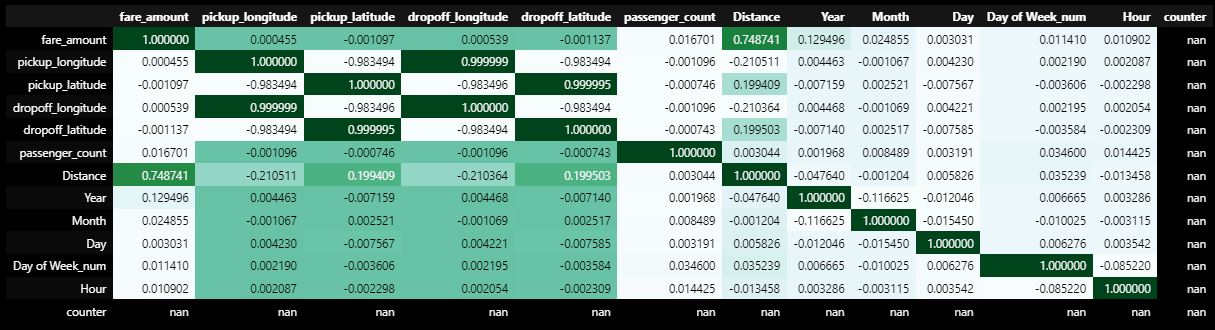 fare_amount pickup_longitude pickup_latitude dropoff_longitude dropoff_latitude passenger_count Distance Year Month Day Day of Week_num Hour counter
fare_amount 1.000000 0.000455 -0.001097 0.000539 -0.001137 0.016701 0.748741 0.129496 0.024855 0.003031 0.011410 0.010902 nan
pickup_longitude 0.000455 1.000000 -0.983494 0.999999 -0.983494 -0.001096 -0.210511 0.004463 -0.001067 0.004230 0.002190 0.002087 nan
pickup_latitude -0.001097 -0.983494 1.000000 -0.983496 0.999995 -0.000746 0.199409 -0.007159 0.002521 -0.007567 -0.003606 -0.002298 nan
dropoff_longitude 0.000539 0.999999 -0.983496 1.000000 -0.983494 -0.001096 -0.210364 0.004468 -0.001069 0.004221 0.002195 0.002054 nan
dropoff_latitude -0.001137 -0.983494 0.999995 -0.983494 1.000000 -0.000743 0.199503 -0.007140 0.002517 -0.007585 -0.003584 -0.002309 nan
passenger_count 0.016701 -0.001096 -0.000746 -0.001096 -0.000743 1.000000 0.003044 0.001968 0.008489 0.003191 0.034600 0.014425 nan
Distance 0.748741 -0.210511 0.199409 -0.210364 0.199503 0.003044 1.000000 -0.047640 -0.001204 0.005826 0.035239 -0.013458 nan
Year 0.129496 0.004463 -0.007159 0.004468 -0.007140 0.001968 -0.047640 1.000000 -0.116625 -0.012046 0.006665 0.003286 nan
Month 0.024855 -0.001067 0.002521 -0.001069 0.002517 0.008489 -0.001204 -0.116625 1.000000 -0.015450 -0.010025 -0.003115 nan
Day 0.003031 0.004230 -0.007567 0.004221 -0.007585 0.003191 0.005826 -0.012046 -0.015450 1.000000 0.006276 0.003542 nan
Day of Week_num 0.011410 0.002190 -0.003606 0.002195 -0.003584 0.034600 0.035239 0.006665 -0.010025 0.006276 1.000000 -0.085220 nan
Hour 0.010902 0.002087 -0.002298 0.002054 -0.002309 0.014425 -0.013458 0.003286 -0.003115 0.003542 -0.085220 1.000000 nan
counter nan nan nan nan nan nan nan nan nan nan nan nan nan